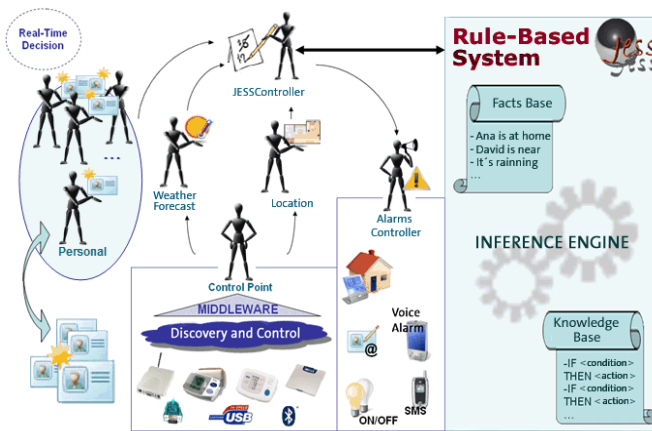 Real-Time
Decision
...
Personal
JESSController
Weather
Forecast
Location
Alarms
Controller
Control Point
MIDDLEWARE
Discovery and Control
USB
Voice
Alarm
@
ON/OFF
SMS
Rule-Based
System
Jess
Jess
Facts Base
- Ana is at home
- David is near
- It´s rainning
...
INFERENCE ENGINE
Knowledge
Base
-IF <condition>
THEN <action>
-IF <condition>
THEN <action>
...